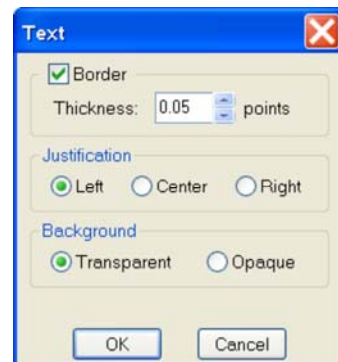 Text
Border
Thickness: 0.05 points
Justification
Left Center Right
Background
Transparent Opaque
OK Cancel